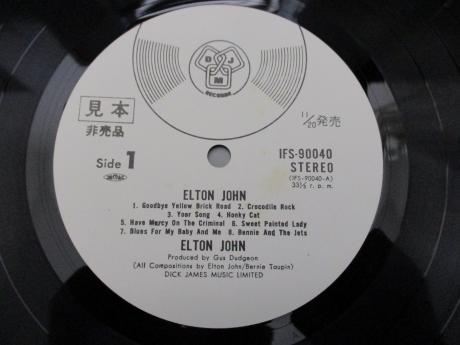 DJM
RECORDS
見本
非売品
11/20発売
Side 1
IFS-90040
STEREO
(IFS-90040-A)
33⅓ r. p. m.
ELTON JOHN
1. Goodbye Yellow Brick Road 2. Crocodile Rock
3. Your Song 4. Honky Cat
5. Have Mercy On The Criminal 6. Sweet Painted Lady
7. Blues For My Baby And Me 8. Bennie And The Jets
ELTON JOHN
Produced by Gus Dudgeon
(All Compositions by Elton John/Bernie Taupin)
DICK JAMES MUSIC LIMITED